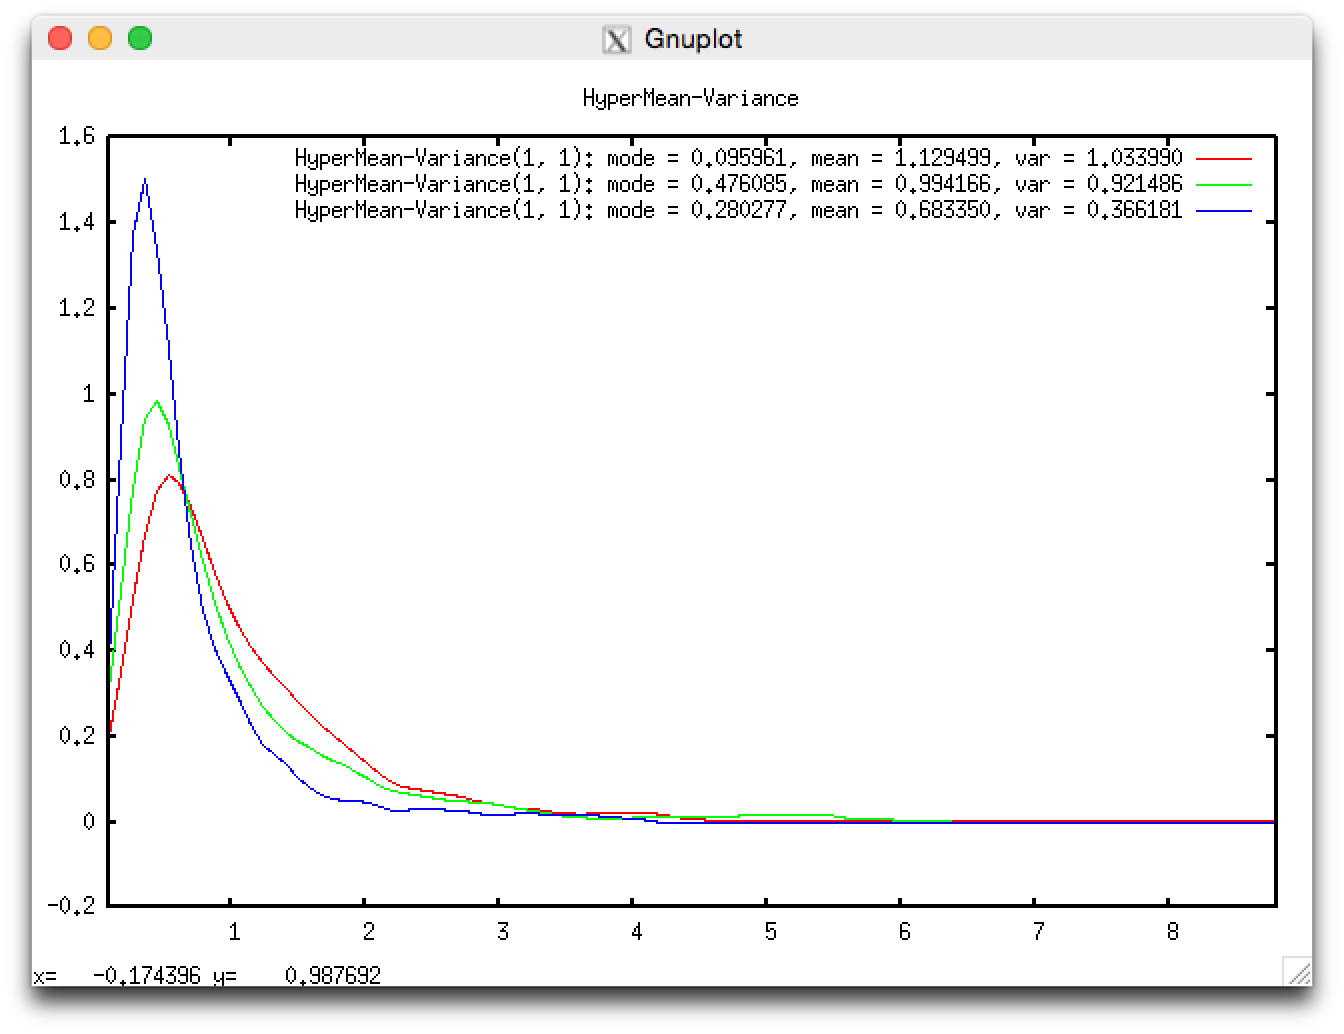 Gnuplot
HyperMean-Variance
1.6
HyperMean-Variance(1, 1): mode = 0.095961, mean = 1.129499, var = 1.033990
HyperMean-Variance(1, 1): mode = 0.476085, mean = 0.994166, var = 0.921486
HyperMean-Variance(1, 1): mode = 0.280277, mean = 0.683350, var = 0.366181
1.4
1.2
1
0.8
0.6
0.4
0.2
0
-0.2
1 2 3 4 5 6 7 8
x= -0.174396 y= 0.987692